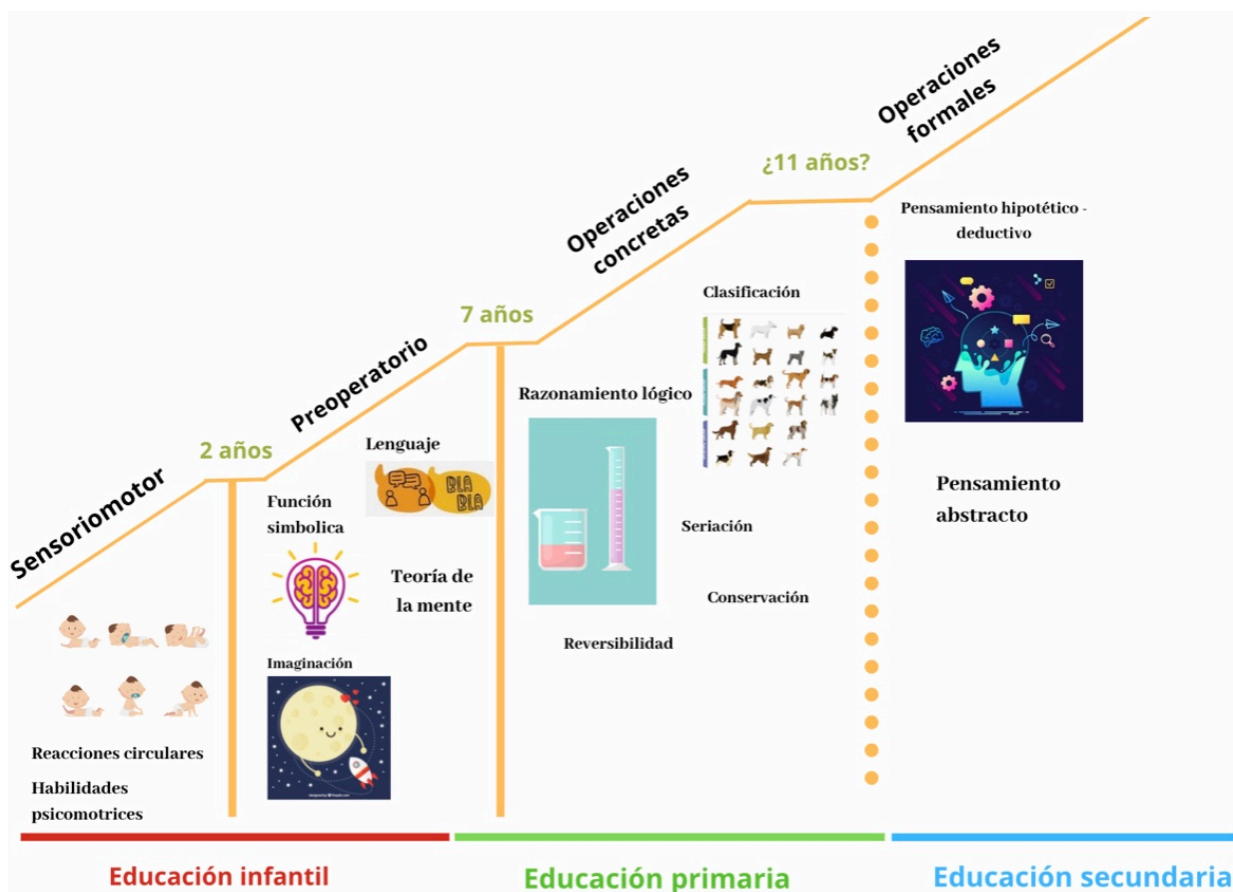 Sensoriomotor
2 años
Preoperatorio
7 años
Operaciones
concretas
¿11 años?
Operaciones
formales
Reacciones circulares
Habilidades
psicomotrices
Función
simbolica
Imaginación
Lenguaje
BLA
BLA
Teoría de
la mente
Razonamiento lógico
Clasificación
Seriación
Conservación
Reversibilidad
Pensamiento hipotético -
deductivo
Pensamiento
abstracto
Educación infantil
Educación primaria
Educación secundaria